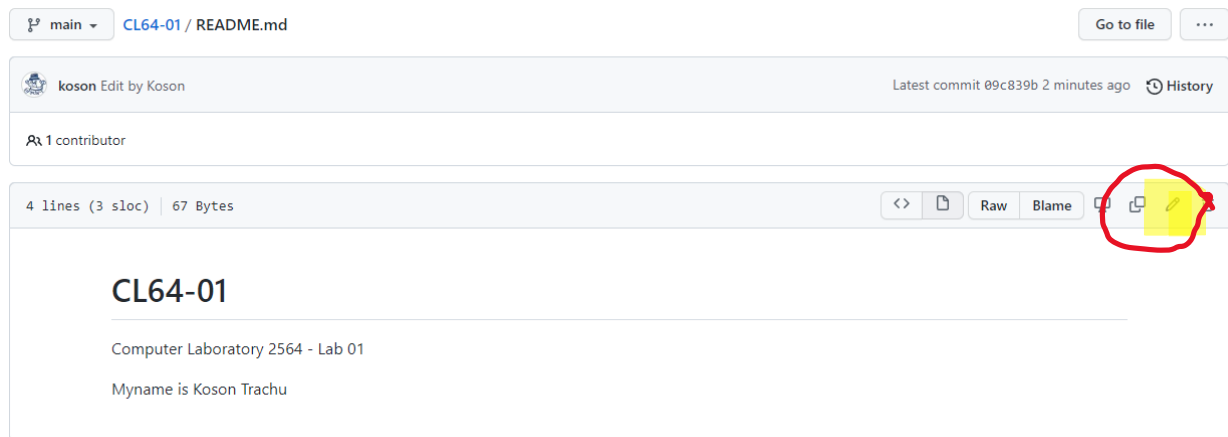 main CL64-01 / README.md Go to file ...
koson Edit by Koson Latest commit 09c839b 2 minutes ago History
1 contributor
4 lines (3 sloc) 67 Bytes <> Raw Blame
CL64-01
Computer Laboratory 2564 - Lab 01
Myname is Koson Trachu